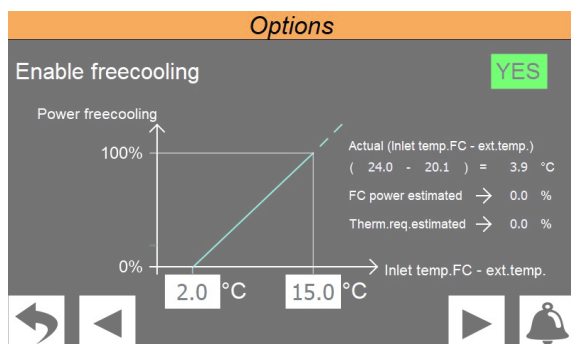 Options
Enable freecooling YES
Power freecooling
Actual (Inlet temp.FC - ext.temp.)
100%
( 24.0 - 20.1 ) = 3.9 °C
FC power estimated → 0.0 %
Therm.req.estimated → 0.0 %
0%
Inlet temp.FC - ext.temp.
2.0 °C 15.0 °C